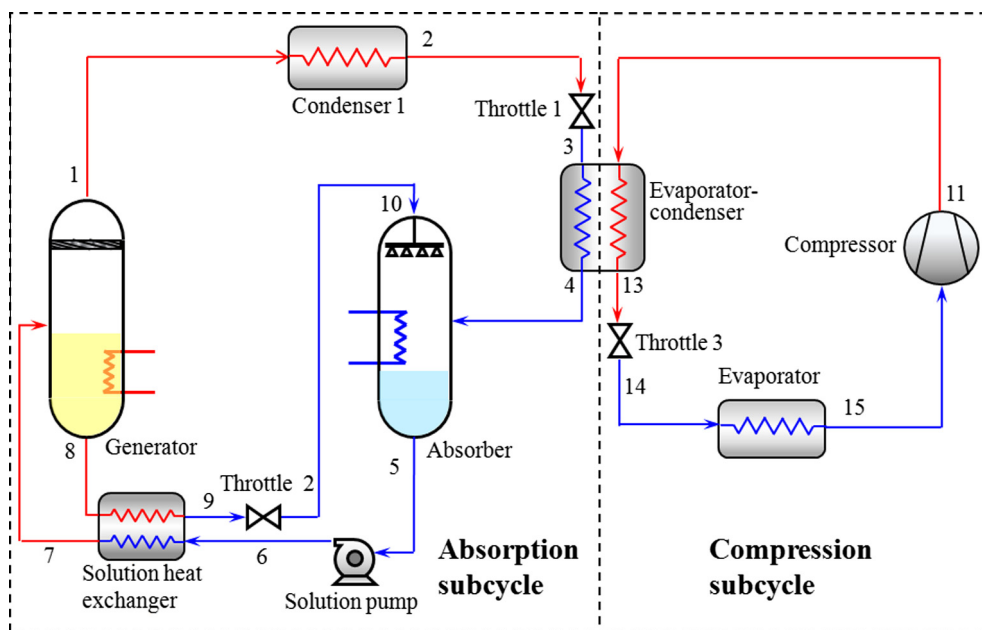 2
Condenser 1
Throttle 1
1
3
11
Evaporator-
condenser
10
Compressor
4
13
Throttle 3
14
Evaporator
15
8
Generator
5
Absorber
9
Throttle 2
7
6
Solution heat
exchanger
Solution pump
Absorption
subcycle
Compression
subcycle